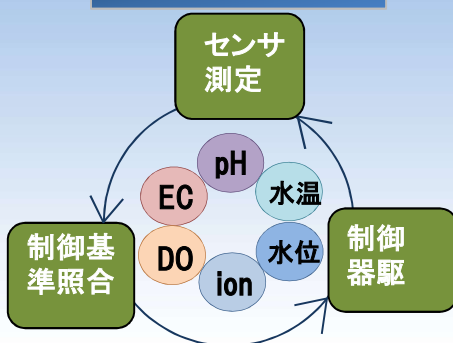 センサ
測定
pH
EC
水温
DO
水位
ion
制御基
準照合
制御
器駆